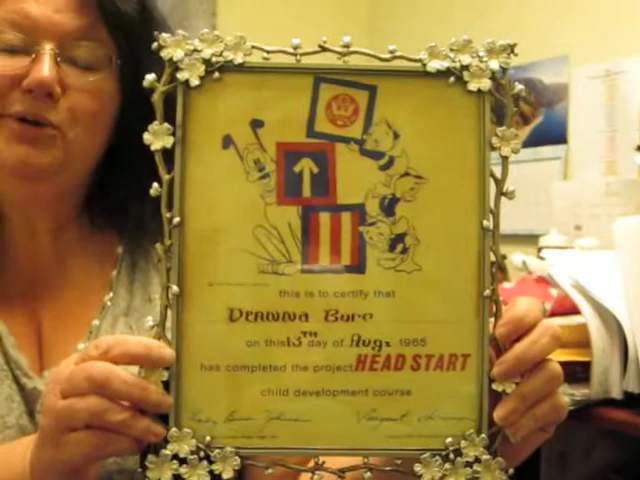 this is to certify that
Deanna Burc
on this 13TH day of Aug. 1965
has completed the project HEAD START
child development course